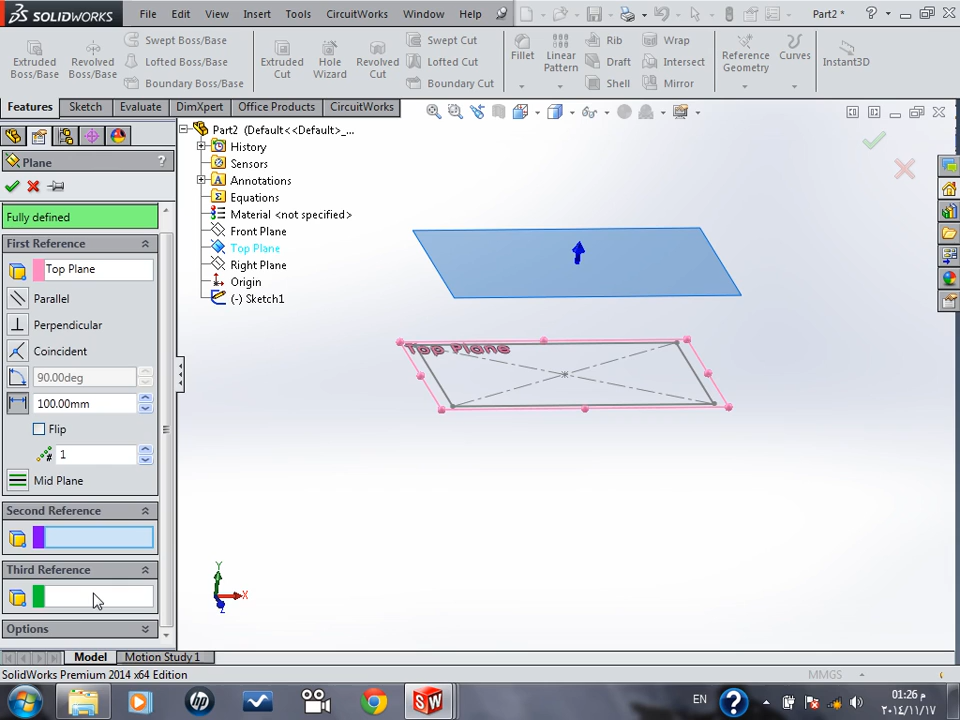 SOLIDWORKS File Edit View Insert Tools CircuitWorks Window Help Part2 *
Extruded Boss/Base
Revolved Boss/Base
Swept Boss/Base
Lofted Boss/Base
Boundary Boss/Base
Extruded Cut
Hole Wizard
Revolved Cut
Swept Cut
Lofted Cut
Boundary Cut
Fillet
Linear Pattern
Rib
Draft
Shell
Wrap
Intersect
Mirror
Reference Geometry
Curves
Instant3D
Features Sketch Evaluate DimXpert Office Products CircuitWorks
Plane ?
Fully defined
First Reference
Top Plane
Parallel
Perpendicular
Coincident
90.00deg
100.00mm
Flip
1
Mid Plane
Second Reference
Third Reference
Options
Part2 (Default<<Default>_...
History
Sensors
Annotations
Equations
Material <not specified>
Front Plane
Top Plane
Right Plane
Origin
(-) Sketch1
Top Plane
Y
X
Z
Model Motion Study 1
SolidWorks Premium 2014 x64 Edition MMGS
EN 01:26 م
٢٠١٤/١١/١٧